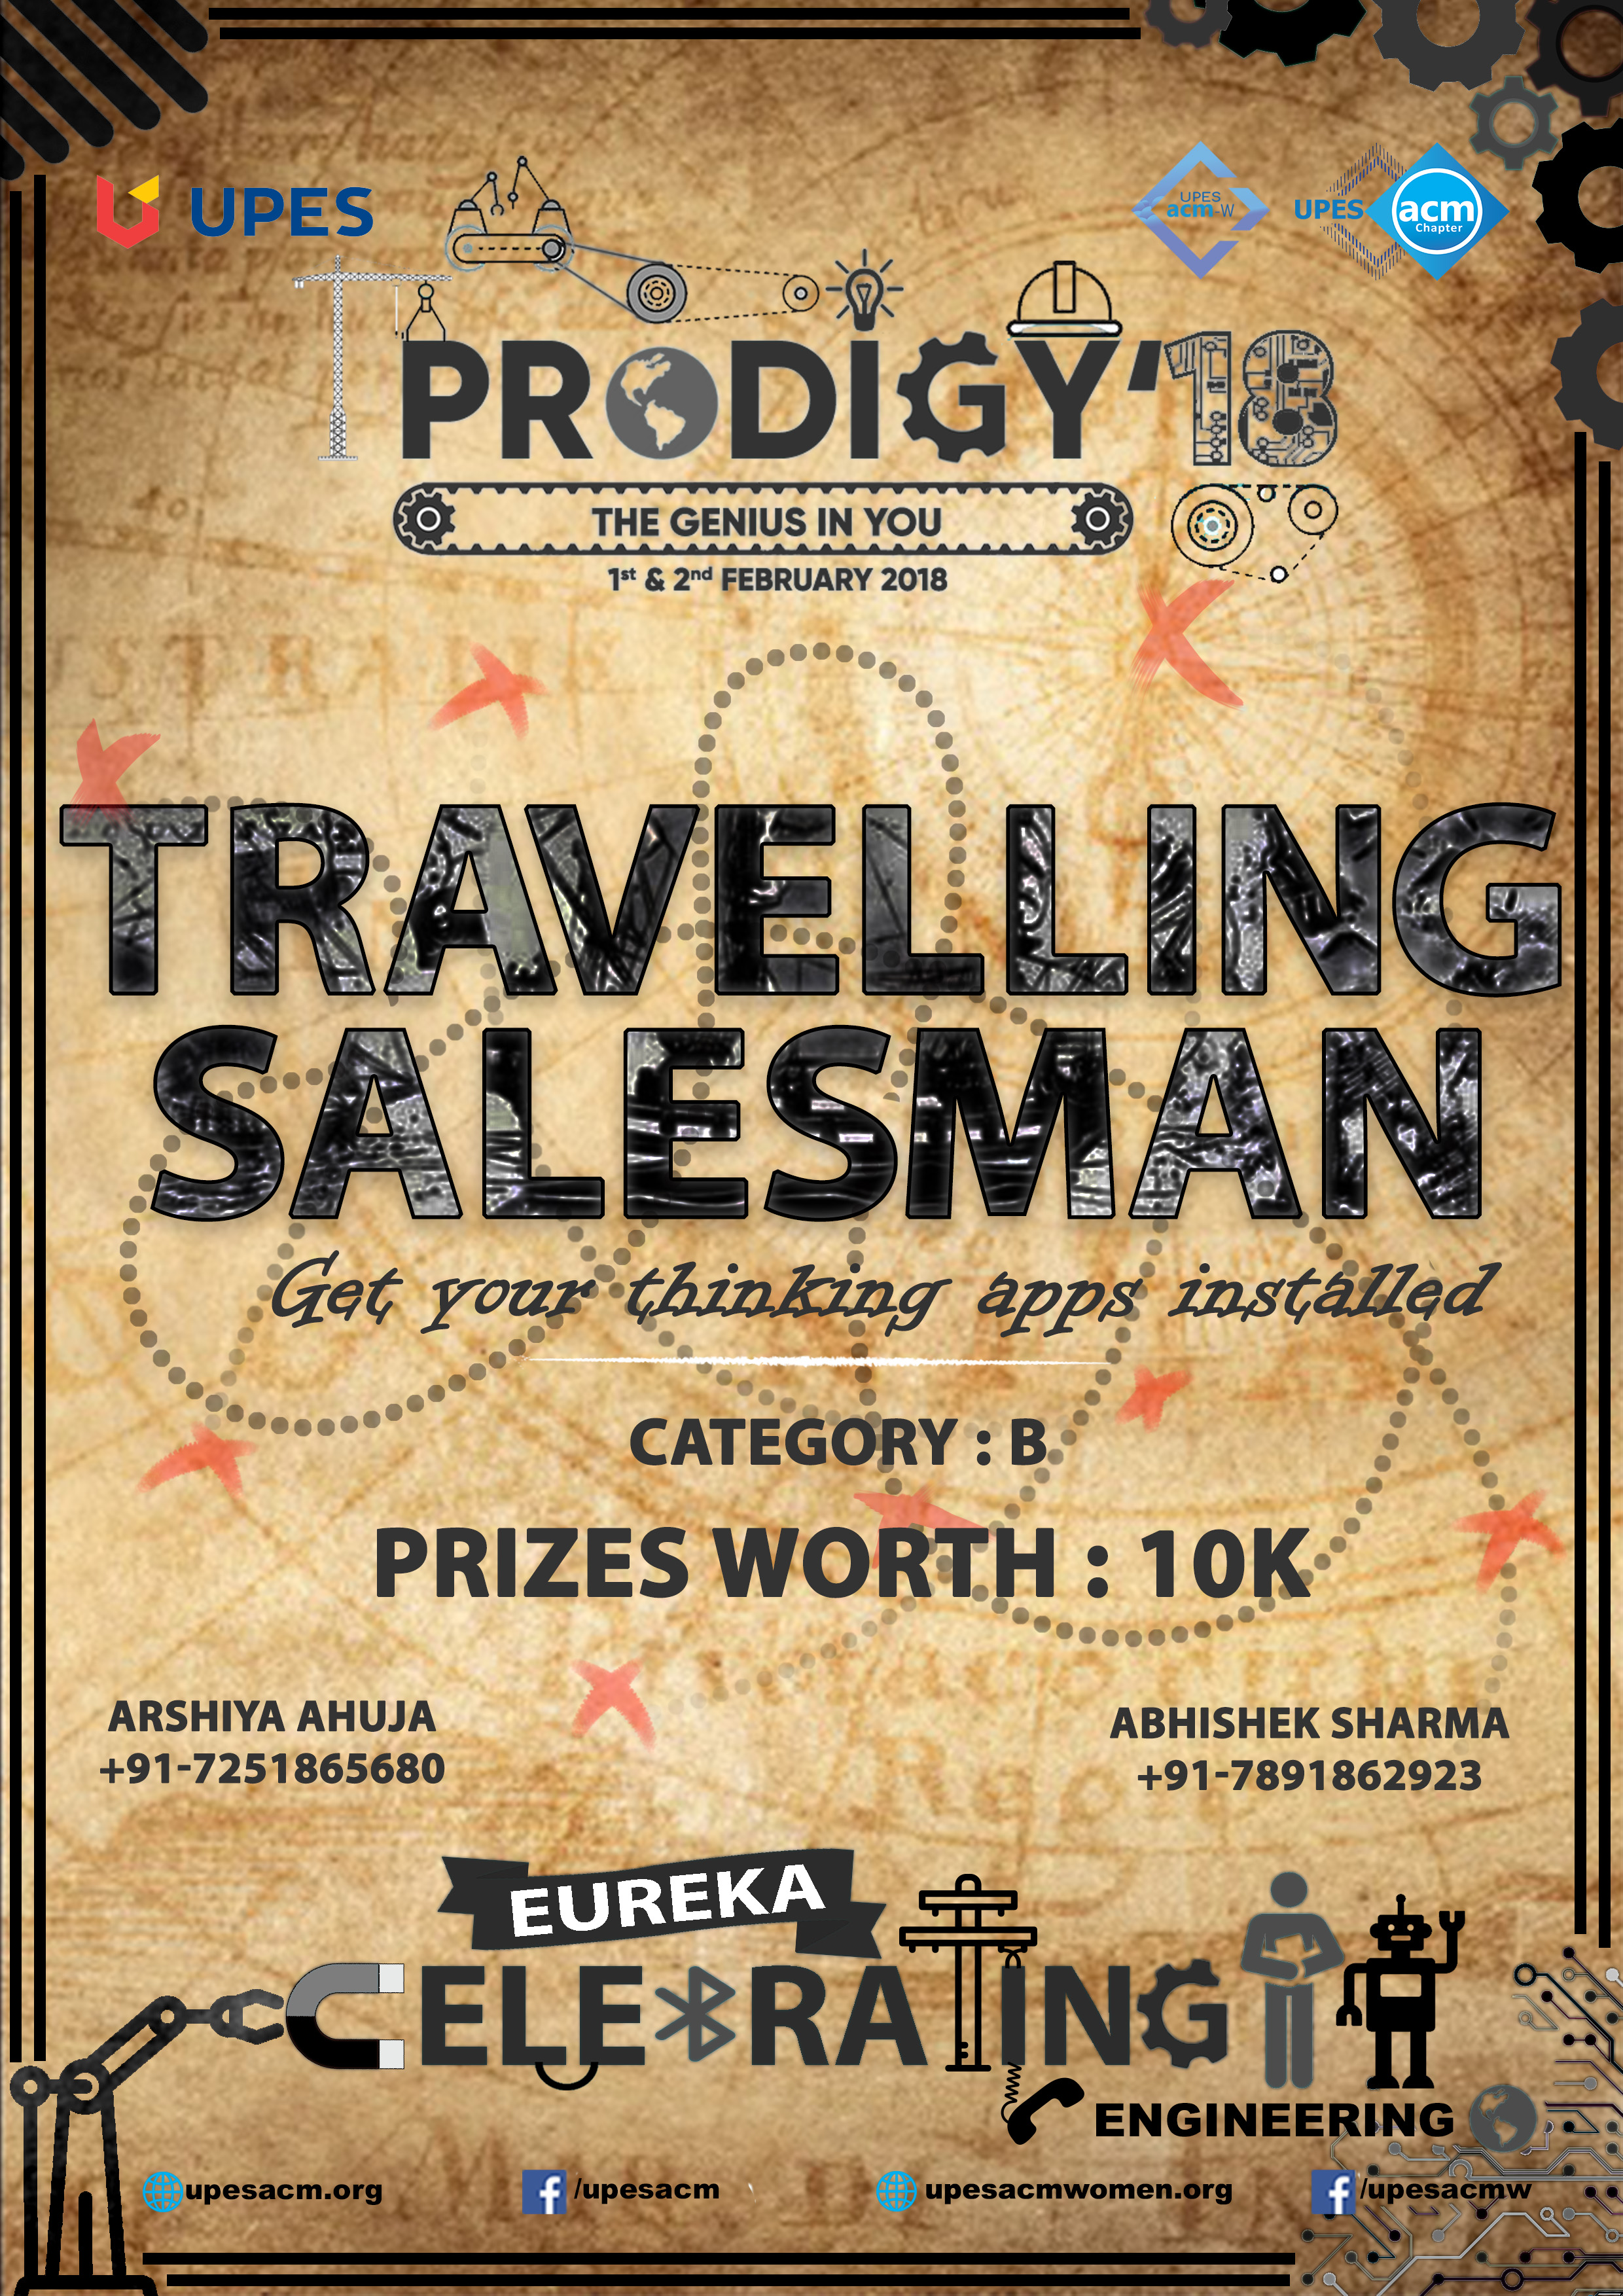 UPES
UPES
acm-W
UPES acm
Chapter
PRODIGY'18
THE GENIUS IN YOU
1st & 2nd FEBRUARY 2018
TRAVELLING
SALESMAN
Get your thinking apps installed
CATEGORY : B
PRIZES WORTH : 10K
ARSHIYA AHUJA
+91-7251865680
ABHISHEK SHARMA
+91-7891862923
EUREKA
CELEBRATING
ENGINEERING
upesacm.org
/upesacm
upesacmwomen.org
/upesacmw